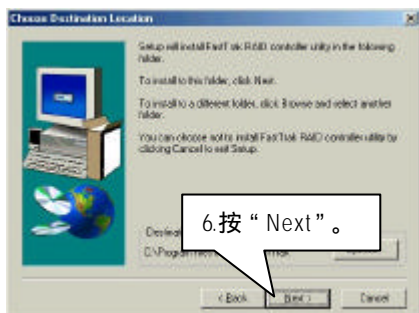 Choose Destination Location
Setup will install FastTrak RAID controller utility in the following
folder.
To install to this folder, click Next.
To install to a different folder, click Browse and select another
folder.
You can choose not to install FastTrak RAID controller utility by
clicking Cancel to exit Setup.
6.按“Next”。
C:\Program
< Back
Next >
Cancel